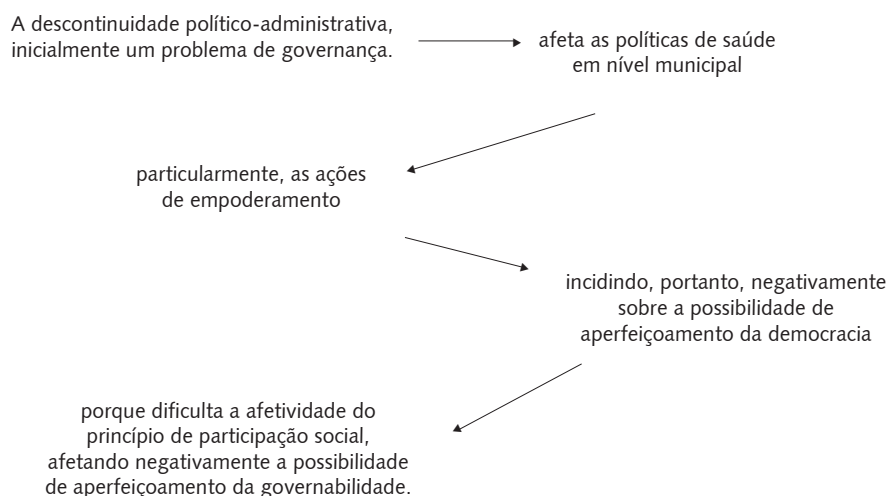 A descontinuidade político-administrativa,
inicialmente um problema de governança.
afeta as políticas de saúde
em nível municipal
particularmente, as ações
de empoderamento
incidindo, portanto, negativamente
sobre a possibilidade de
aperfeiçoamento da democracia
porque dificulta a afetividade do
princípio de participação social,
afetando negativamente a possibilidade
de aperfeiçoamento da governabilidade.